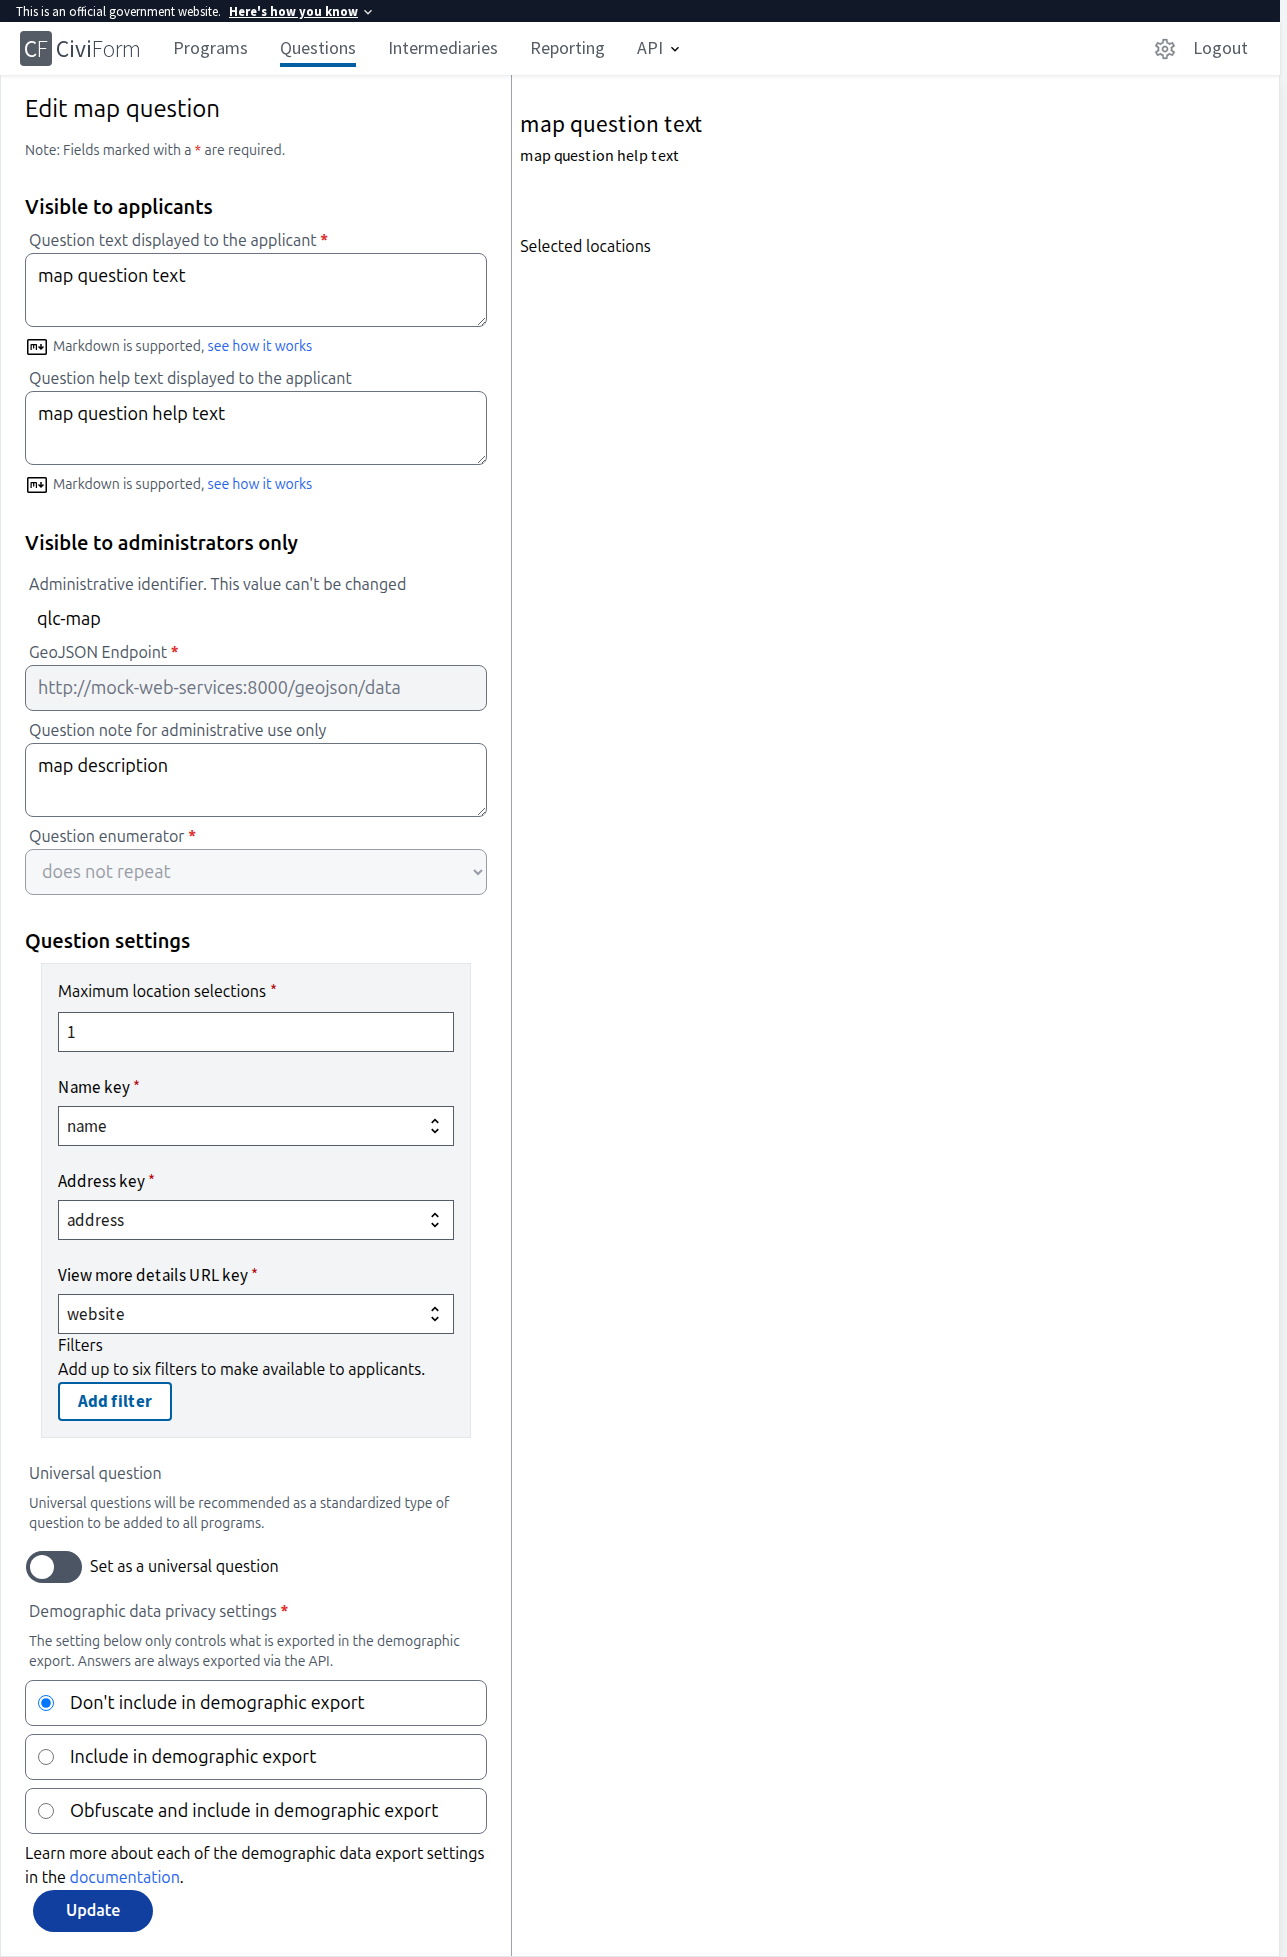 This is an official government website. Here's how you know
CF CiviForm Programs Questions Intermediaries Reporting API Logout
Edit map question
Note: Fields marked with a * are required.
Visible to applicants
Question text displayed to the applicant *
map question text
Markdown is supported, see how it works
Question help text displayed to the applicant
map question help text
Markdown is supported, see how it works
Visible to administrators only
Administrative identifier. This value can't be changed
qlc-map
GeoJSON Endpoint *
http://mock-web-services:8000/geojson/data
Question note for administrative use only
map description
Question enumerator *
does not repeat
Question settings
Maximum location selections *
1
Name key *
name
Address key *
address
View more details URL key *
website
Filters
Add up to six filters to make available to applicants.
Add filter
Universal question
Universal questions will be recommended as a standardized type of
question to be added to all programs.
Set as a universal question
Demographic data privacy settings *
The setting below only controls what is exported in the demographic
export. Answers are always exported via the API.
Don't include in demographic export
Include in demographic export
Obfuscate and include in demographic export
Learn more about each of the demographic data export settings
in the documentation.
Update
map question text
map question help text
Selected locations